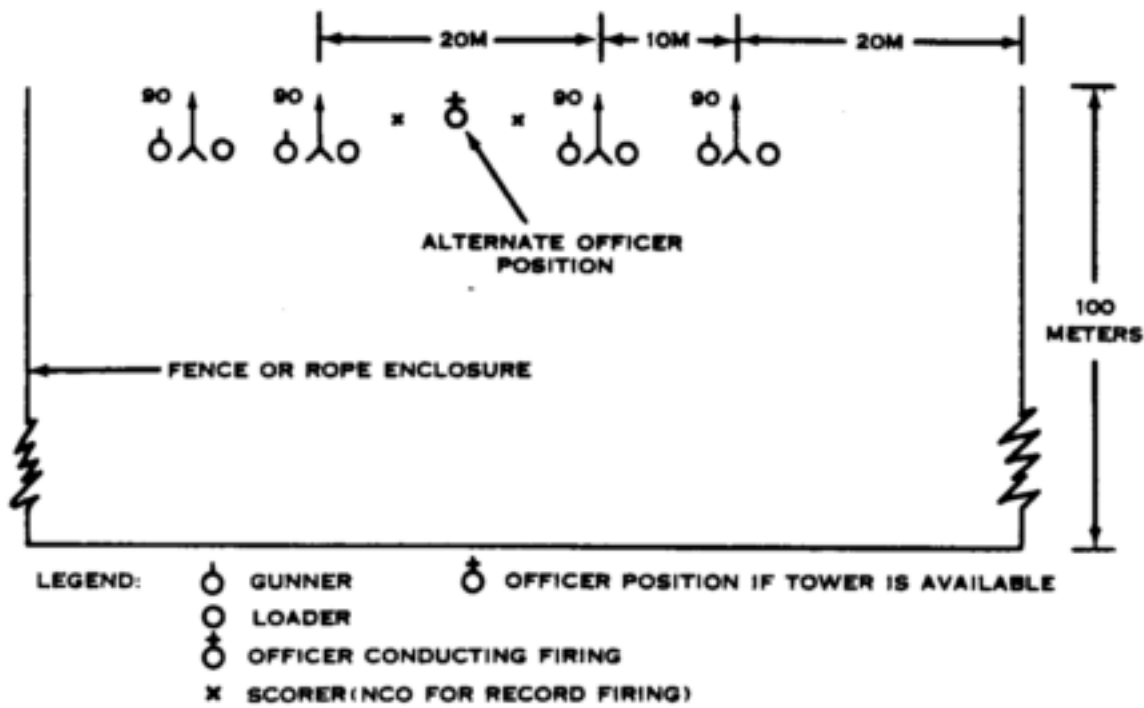 20M 10M 20M
90 90 90 90
ALTERNATE OFFICER
POSITION
100
METERS
FENCE OR ROPE ENCLOSURE
LEGEND: GUNNER OFFICER POSITION IF TOWER IS AVAILABLE
LOADER
OFFICER CONDUCTING FIRING
x SCORER (NCO FOR RECORD FIRING)